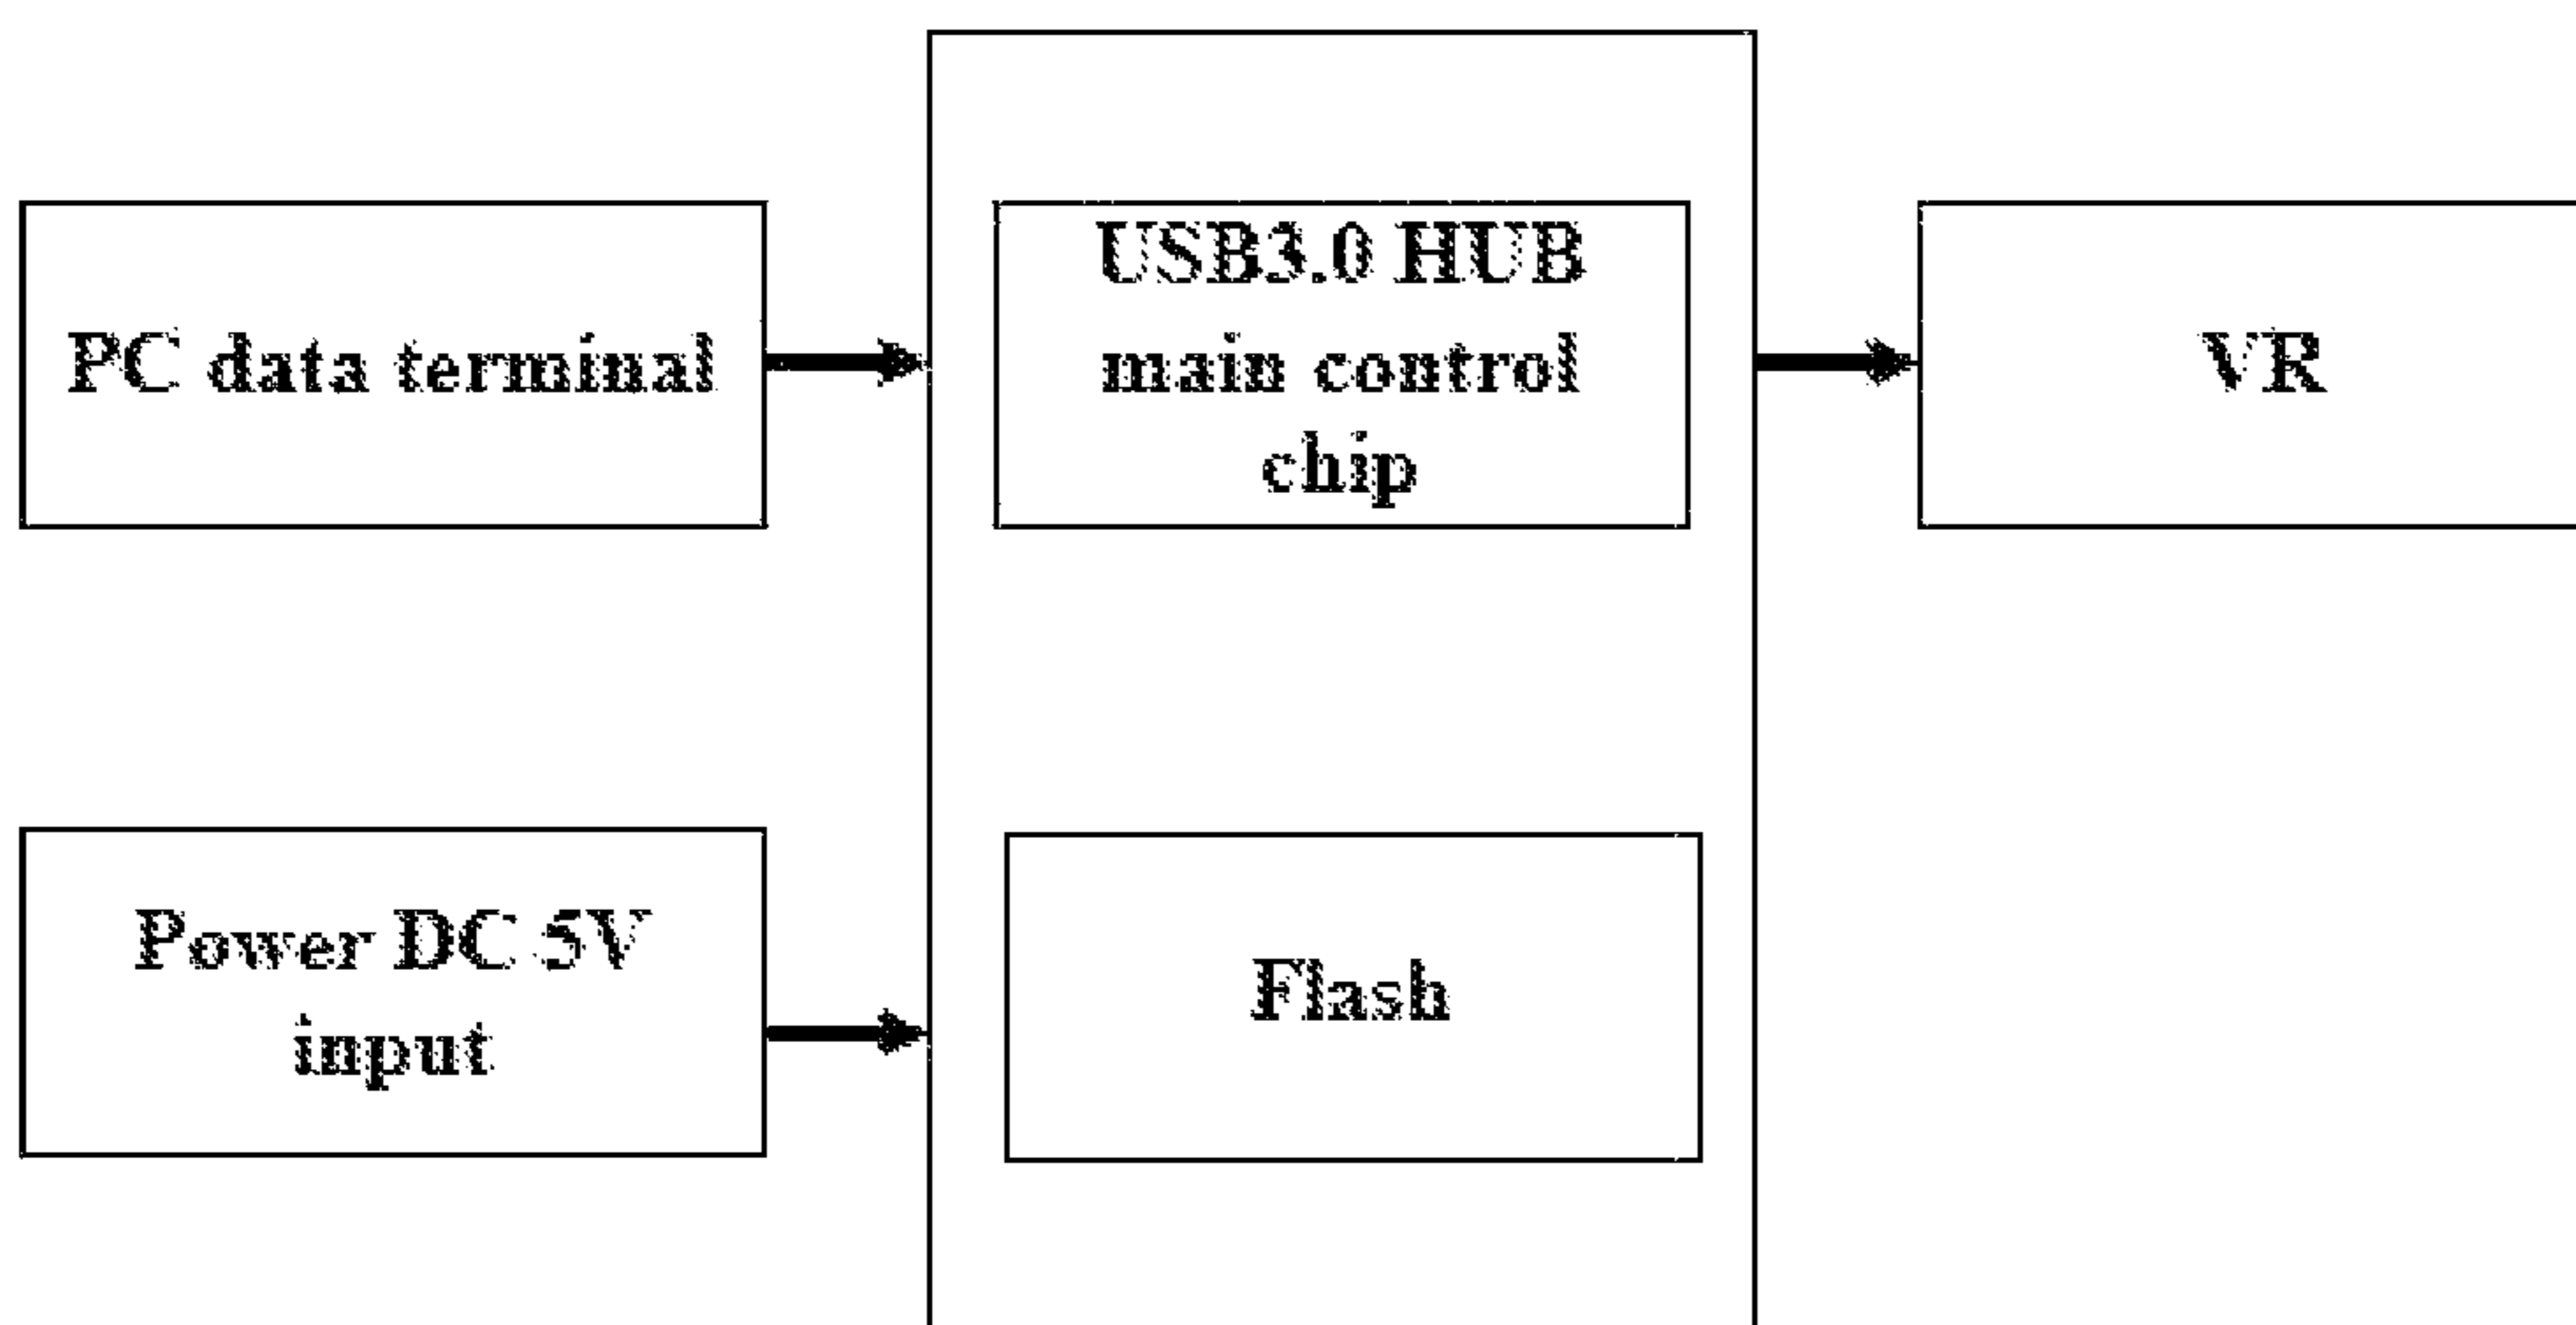 PC data terminal
USB3.0 HUB
main control
chip
VR
Power DC 5V
input
Flash